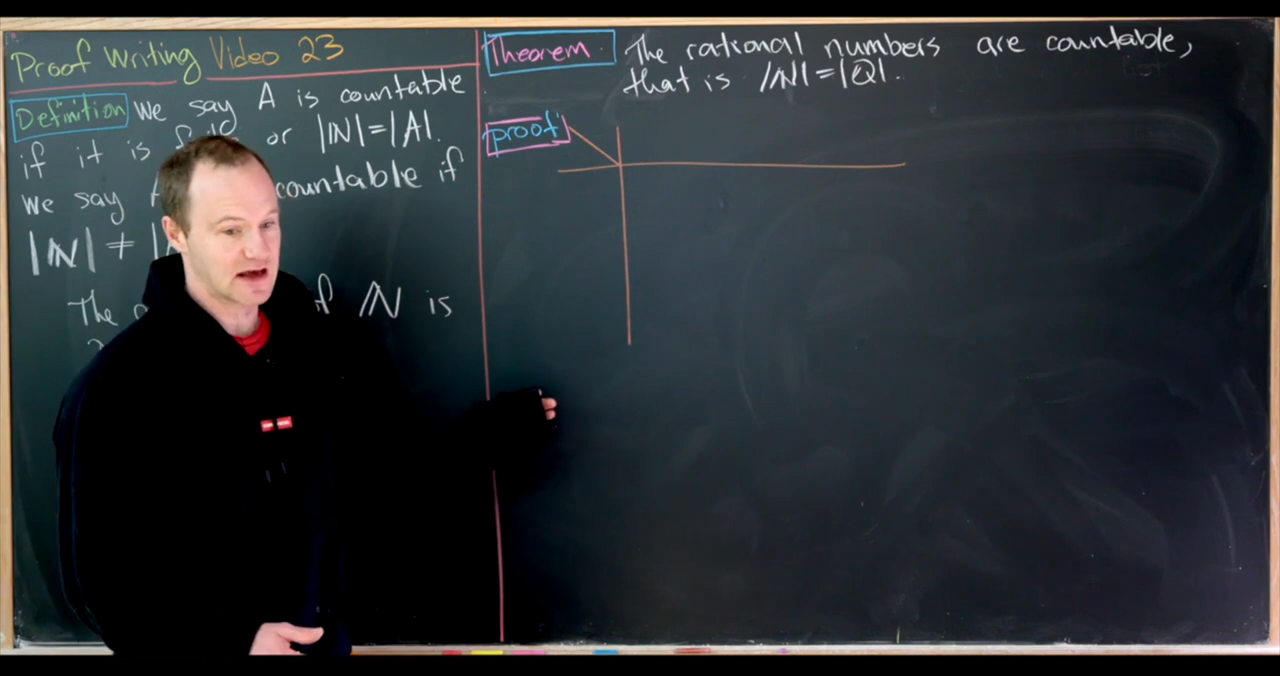 Proof Writing Video 23
Definition We say A is countable
if it is or |ℕ|=|A|.
we say countable if
|ℕ| ≠ |
The of ℕ is
Theorem. The rational numbers are countable,
that is |ℕ|=|ℚ|.
proof